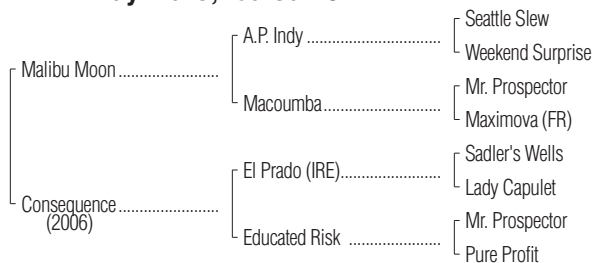 Seattle Slew
A.P. Indy
Weekend Surprise
Malibu Moon
Mr. Prospector
Macoumba
Maximova (FR)
Sadler's Wells
El Prado (IRE)
Lady Capulet
Consequence
(2006)
Mr. Prospector
Educated Risk
Pure Profit